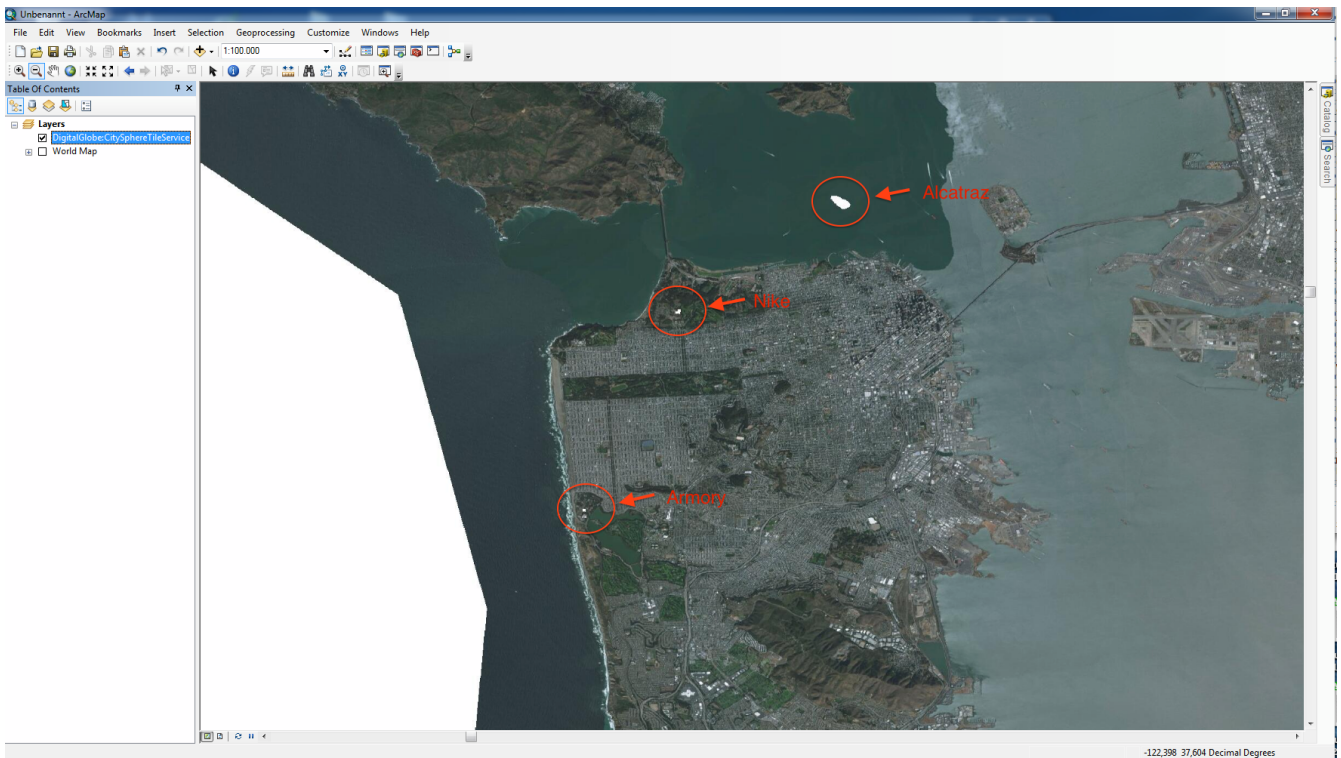 Unbenannt - ArcMap
File Edit View Bookmarks Insert Selection Geoprocessing Customize Windows Help
1:100.000
Table Of Contents
Layers
DigitalGlobe:CitySphereTileService
World Map
Alcatraz
Nike
Armory
Catalog
Search
-122,398 37,604 Decimal Degrees